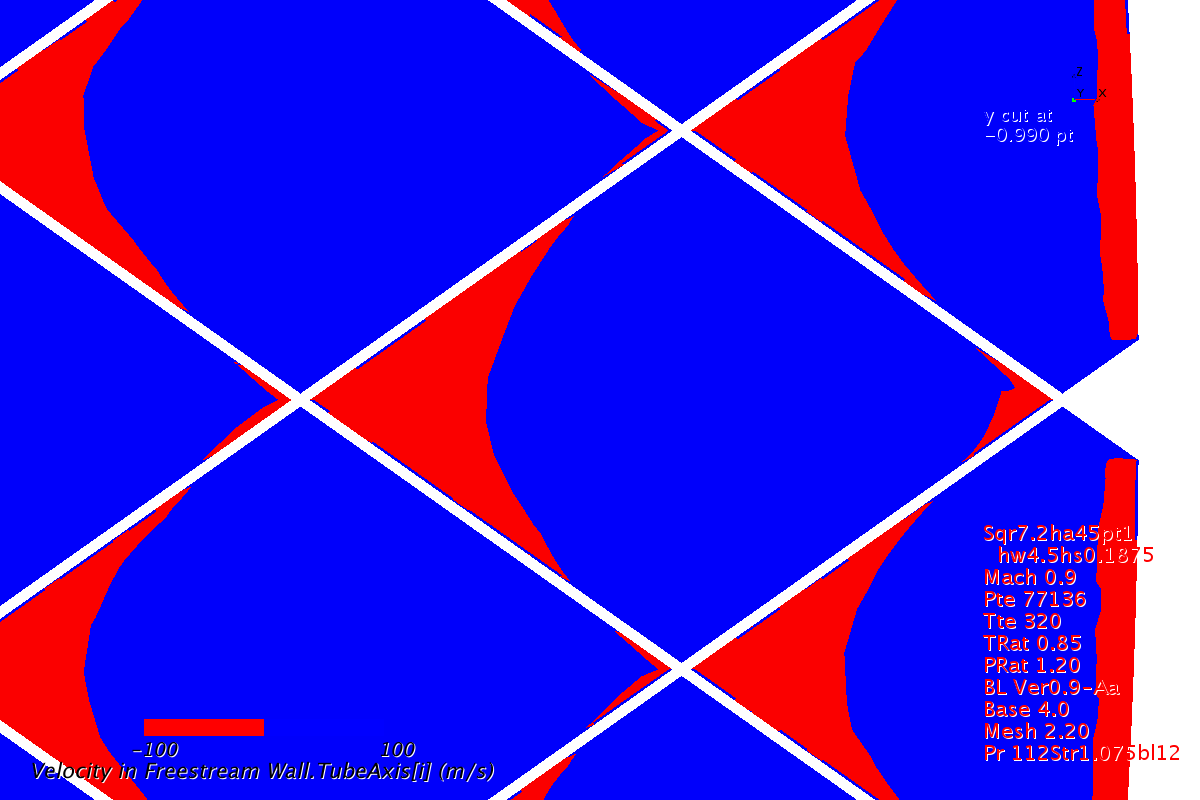 Z
Y X
y cut at
−0.990 pt
Sqr7.2ha45pt1
hw4.5hs0.1875
Mach 0.9
Pte 77136
Tte 320
TRat 0.85
PRat 1.20
BL Ver0.9−Aa
Base 4.0
Mesh 2.20
Pr 112Str1.075bl12
−100 100
Velocity in Freestream Wall.TubeAxis[i] (m/s)